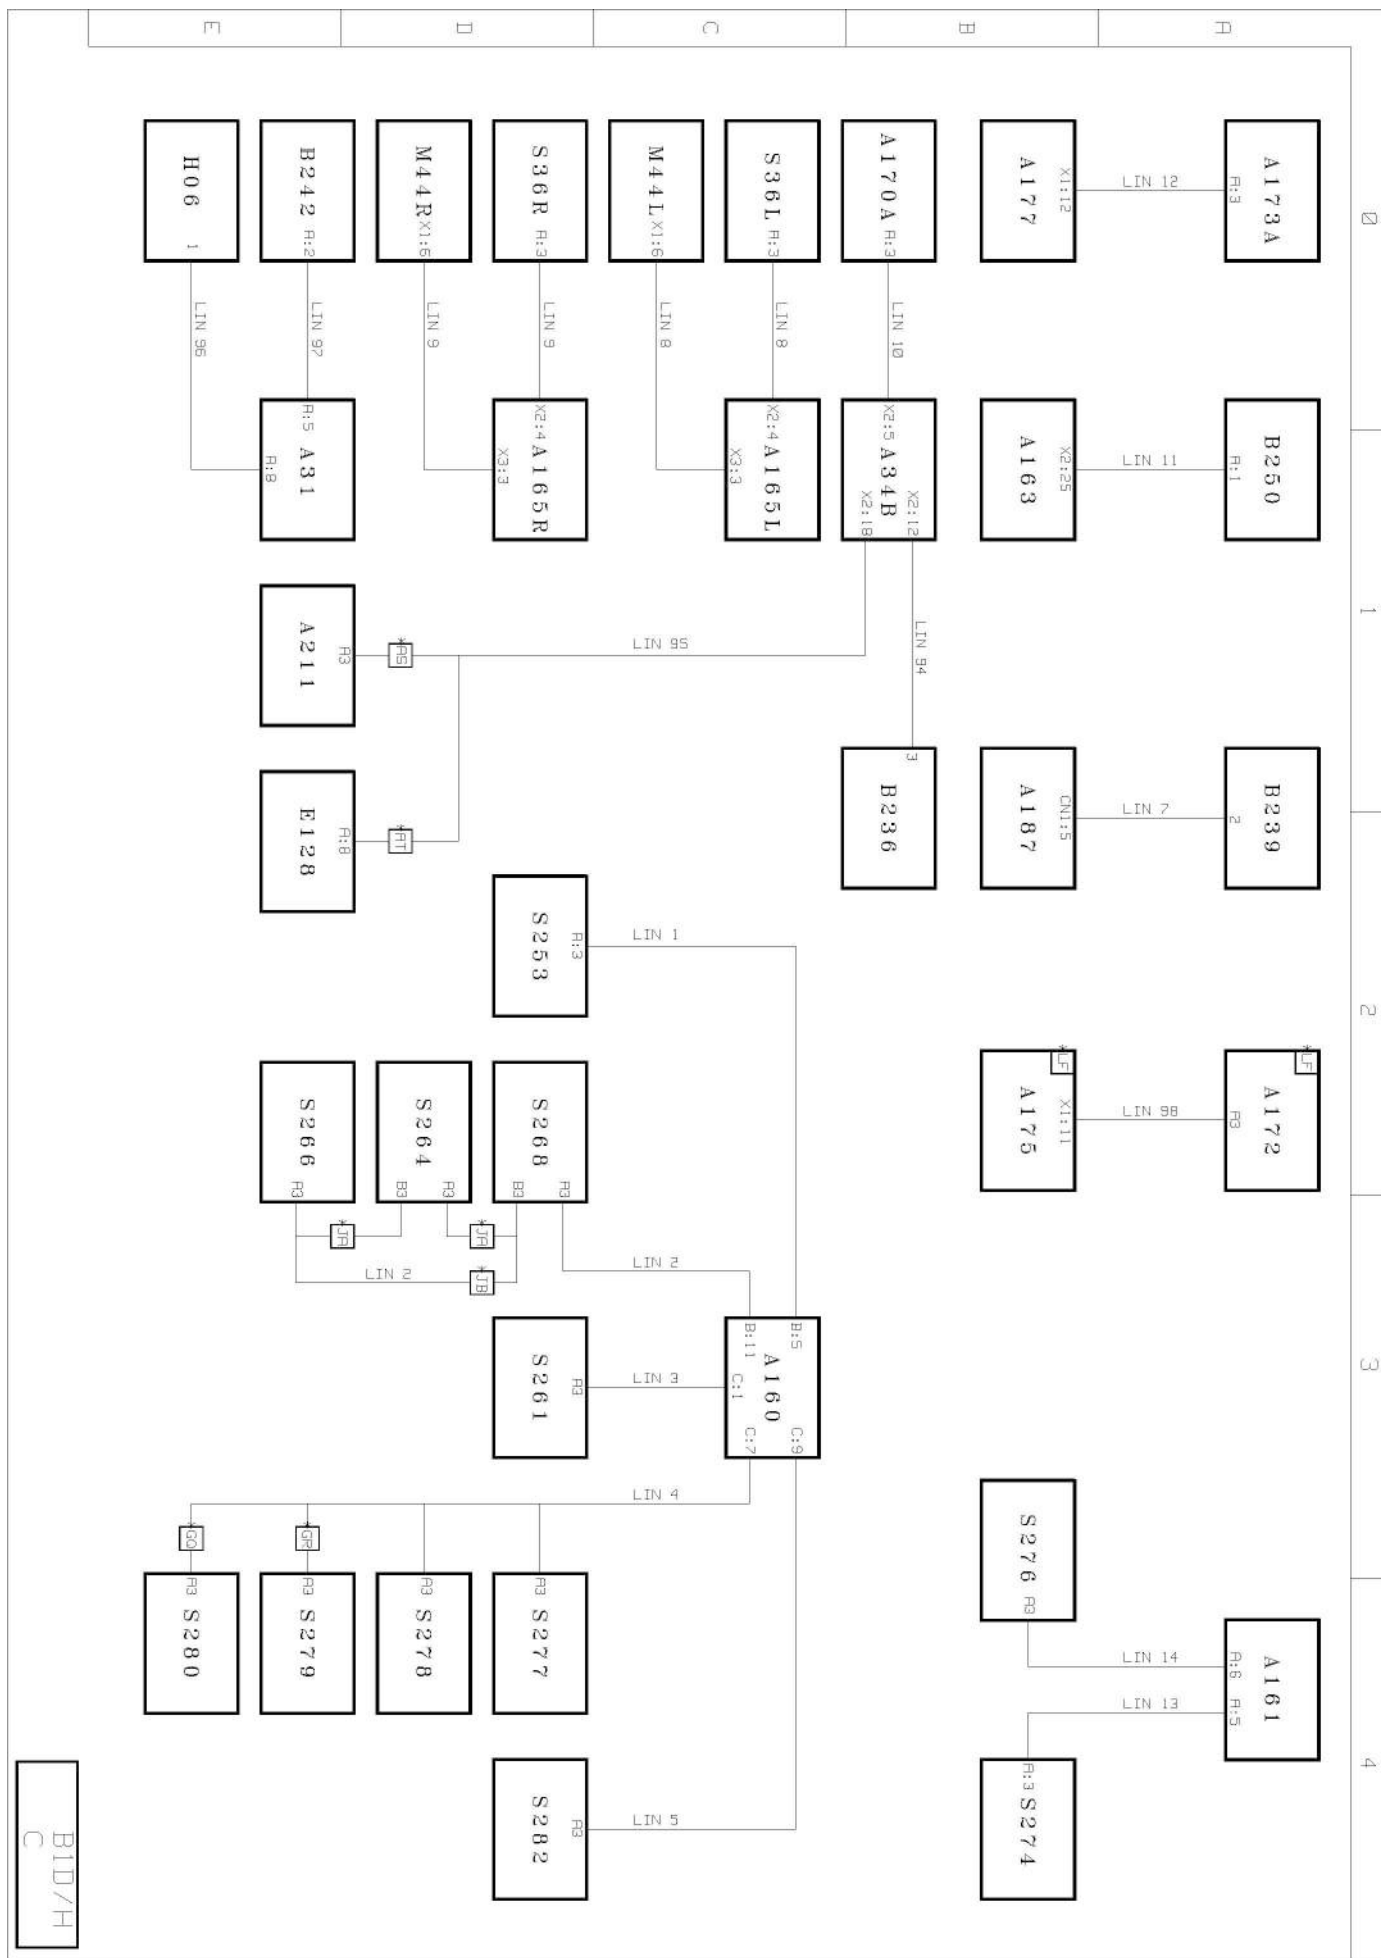 0 1 2 3 4
A
B
C
D
E
A173A
A:3
LIN 12
X1:12
A177
B250
A:1
LIN 11
X2:25
A163
B239
2
LIN 7
CN1:5
A187
*LF
A172
A3
LIN 98
*LF
X1:11
A175
A161
A:6 A:5
LIN 14
LIN 13
S276 A3
A:3 S274
A170A A:3
LIN 10
X2:5 A34B X2:12
X2:18
LIN 94
3
B236
LIN 95
*AS
A3
A211
*AT
A:8
E128
S36L A:3
LIN 8
X2:4 A165L
X3:3
M44L X1:6
LIN 8
S36R A:3
LIN 9
X2:4 A165R
X3:3
M44R X1:6
LIN 9
B242 A:2
LIN 97
A:5 A31
A:8
H06 1
LIN 96
B:5 C:9
A160
B:11 C:1 C:7
LIN 1
A:3
S253
LIN 2
S268 A3
B3
*JA
*JB
S264 A3
B3
*JA
LIN 2
S266 A3
LIN 3
A3
S261
LIN 4
A3 S277
A3 S278
*GR
A3 S279
*GQ
A3 S280
LIN 5
A3
S282
B1D/H
C